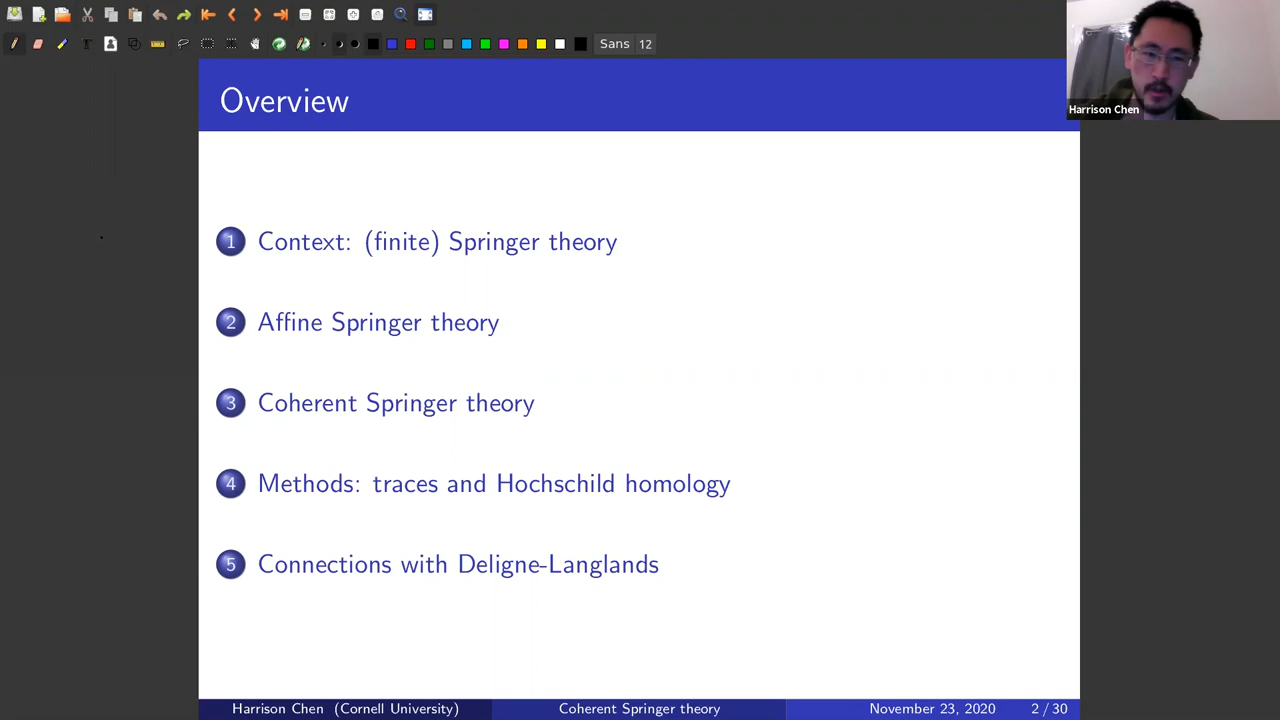 Sans 12
Harrison Chen
Overview
1 Context: (finite) Springer theory
2 Affine Springer theory
3 Coherent Springer theory
4 Methods: traces and Hochschild homology
5 Connections with Deligne-Langlands
Harrison Chen (Cornell University) Coherent Springer theory November 23, 2020 2 / 30